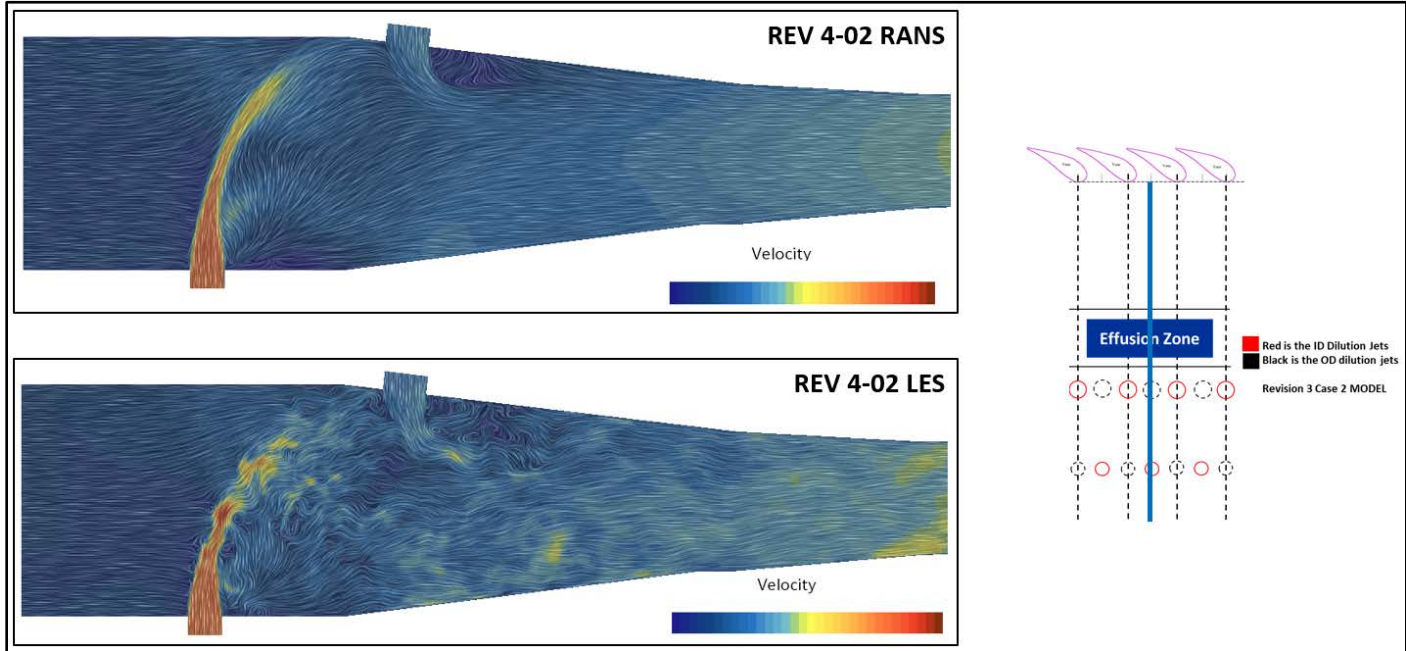 REV 4-02 RANS
Velocity
REV 4-02 LES
Velocity
Effusion Zone
Red is the ID Dilution Jets
Black is the OD dilution jets
Revision 3 Case 2 MODEL